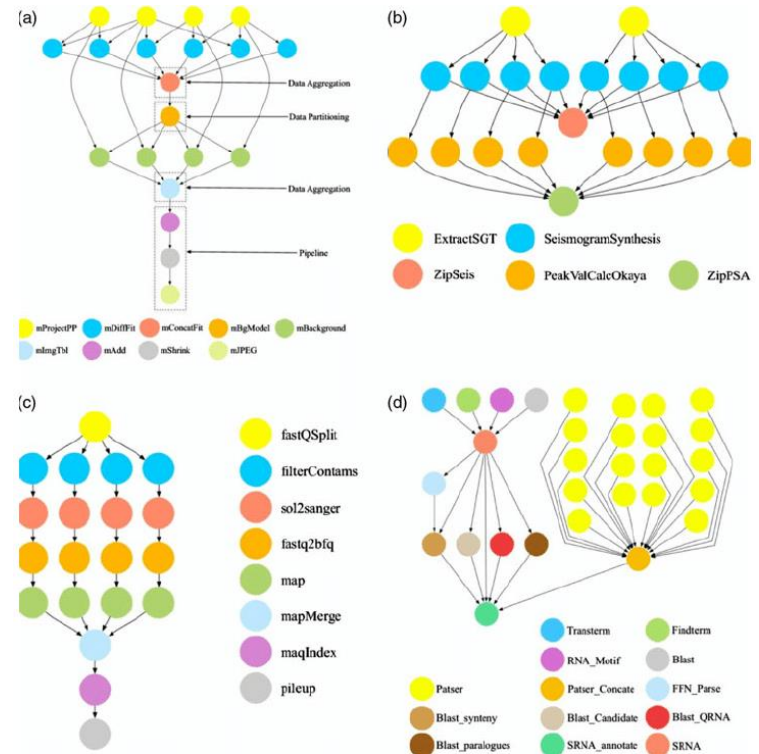 (a)
Data Aggregation
Data Partitioning
Data Aggregation
Pipeline
mProjectPP mDiffFit mConcatFit mBgModel mBackground
mImgTbl mAdd mShrink mJPEG
(b)
ExtractSGT SeismogramSynthesis
ZipSeis PeakValCalcOkaya ZipPSA
(c)
fastQSplit
filterContams
sol2sanger
fastq2bfq
map
mapMerge
maqIndex
pileup
(d)
Transterm Findterm
RNA_Motif Blast
Patser Patser_Concate FFN_Parse
Blast_synteny Blast_Candidate Blast_QRNA
Blast_paralogues SRNA_annotate SRNA